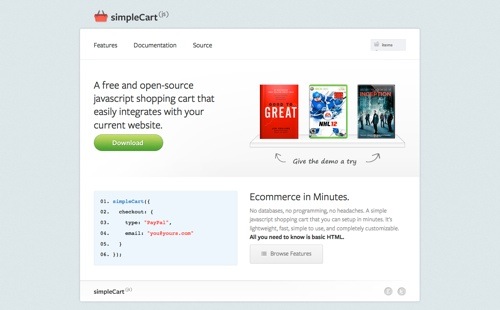 simpleCart (js)
Features Documentation Source
items
A free and open-source
javascript shopping cart that
easily integrates with your
current website.
Download
GOOD TO
GREAT
NHL 12
INCEPTION
Give the demo a try
01. simpleCart({
02. checkout: {
03. type: "PayPal",
04. email: "you@yours.com"
05. }
06. });
Ecommerce in Minutes.
No databases, no programming, no headaches. A simple
javascript shopping cart that you can setup in minutes. It's
lightweight, fast, simple to use, and completely customizable.
All you need to know is basic HTML.
Browse Features
simpleCart (js)